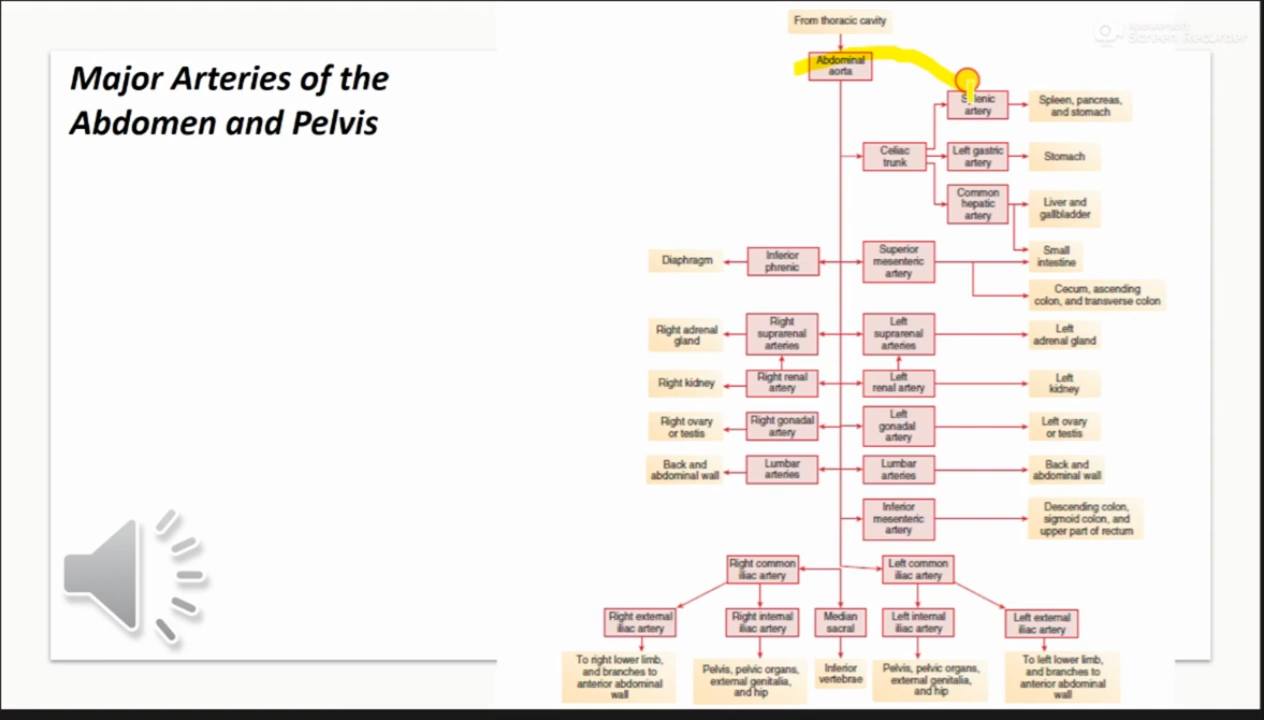 Major Arteries of the
Abdomen and Pelvis
From thoracic cavity
Abdominal
aorta
Splenic
artery
Spleen, pancreas,
and stomach
Celiac
trunk
Left gastric
artery
Stomach
Common
hepatic
artery
Liver and
gallbladder
Diaphragm
Inferior
phrenic
Superior
mesenteric
artery
Small
intestine
Cecum, ascending
colon, and transverse colon
Right adrenal
gland
Right
suprarenal
arteries
Left
suprarenal
arteries
Left
adrenal gland
Right kidney
Right renal
artery
Left
renal artery
Left
kidney
Right ovary
or testis
Right gonadal
artery
Left
gonadal
artery
Left ovary
or testis
Back and
abdominal wall
Lumbar
arteries
Lumbar
arteries
Back and
abdominal wall
Inferior
mesenteric
artery
Descending colon,
sigmoid colon, and
upper part of rectum
Right common
iliac artery
Left common
iliac artery
Right external
iliac artery
Right internal
iliac artery
Median
sacral
Left internal
iliac artery
Left external
iliac artery
To right lower limb,
and branches to
anterior abdominal
wall
Pelvis, pelvic organs,
external genitalia,
and hip
Inferior
vertebrae
Pelvis, pelvic organs,
external genitalia,
and hip
To left lower limb,
and branches to
anterior abdominal
wall
Screen Recorder